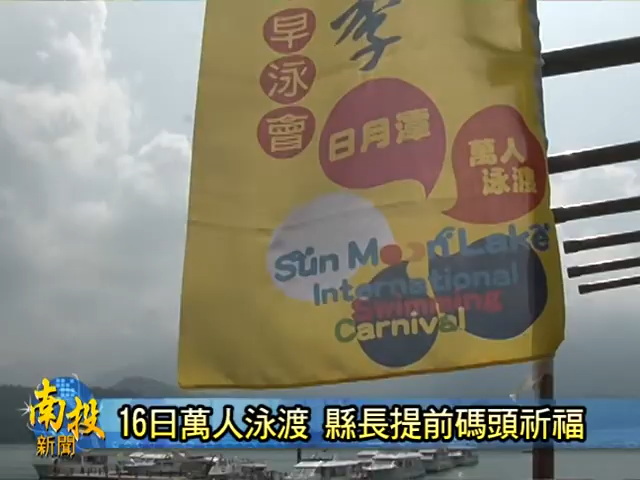 季
早泳會
日月潭
萬人
泳渡
Sun Moon Lake
International
Swimming
Carnival
南投
新聞
16日萬人泳渡 縣長提前碼頭祈福